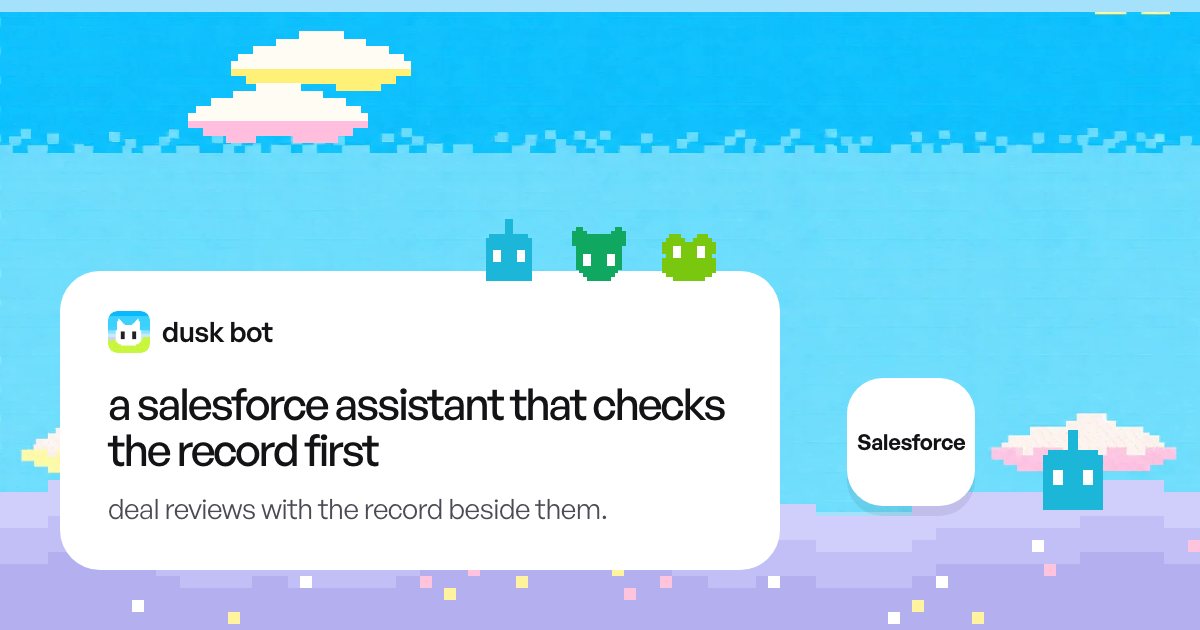 dusk bot
a salesforce assistant that checks
the record first
deal reviews with the record beside them.
Salesforce